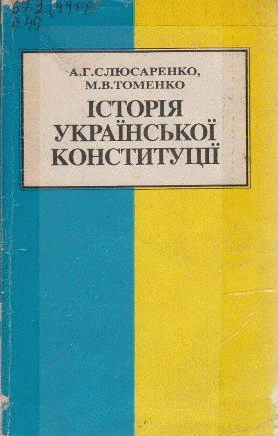 А.Г.СЛЮСАРЕНКО,
М.В.ТОМЕНКО
ІСТОРІЯ
УКРАЇНСЬКОЇ
КОНСТИТУЦІЇ